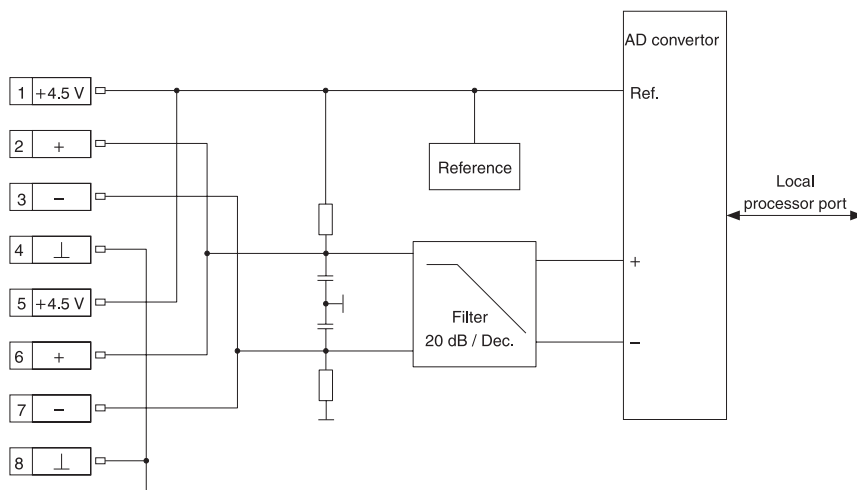 AD convertor
1 +4.5 V
Ref.
2 +
Reference
3 −
Local
processor port
4 ⊥
+
5 +4.5 V
Filter
20 dB / Dec.
−
6 +
7 −
8 ⊥